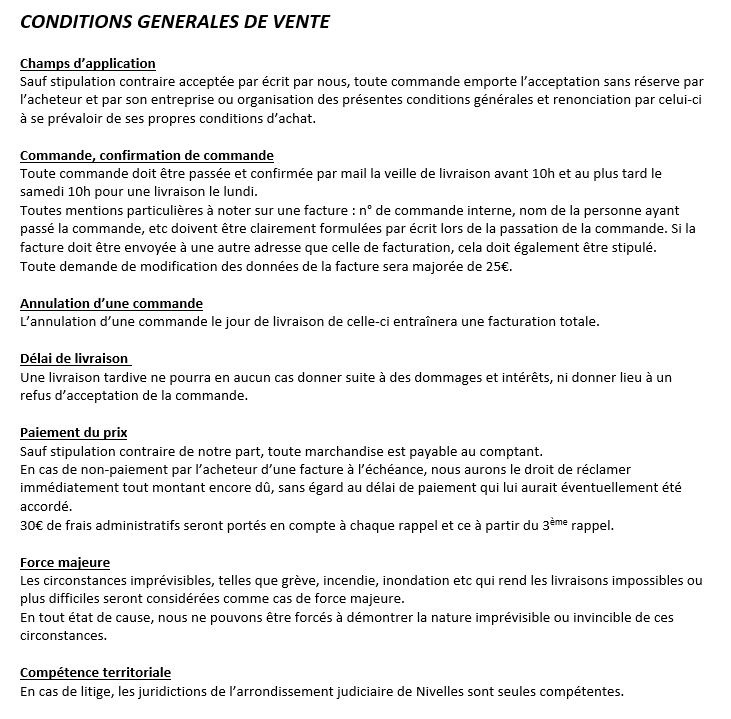 CONDITIONS GENERALES DE VENTE
Champs d’application
Sauf stipulation contraire acceptée par écrit par nous, toute commande emporte l’acceptation sans réserve par
l’acheteur et par son entreprise ou organisation des présentes conditions générales et renonciation par celui-ci
à se prévaloir de ses propres conditions d’achat.
Commande, confirmation de commande
Toute commande doit être passée et confirmée par mail la veille de livraison avant 10h et au plus tard le
samedi 10h pour une livraison le lundi.
Toutes mentions particulières à noter sur une facture : n° de commande interne, nom de la personne ayant
passé la commande, etc doivent être clairement formulées par écrit lors de la passation de la commande. Si la
facture doit être envoyée à une autre adresse que celle de facturation, cela doit également être stipulé.
Toute demande de modification des données de la facture sera majorée de 25€.
Annulation d’une commande
L’annulation d’une commande le jour de livraison de celle-ci entraînera une facturation totale.
Délai de livraison
Une livraison tardive ne pourra en aucun cas donner suite à des dommages et intérêts, ni donner lieu à un
refus d’acceptation de la commande.
Paiement du prix
Sauf stipulation contraire de notre part, toute marchandise est payable au comptant.
En cas de non-paiement par l’acheteur d’une facture à l’échéance, nous aurons le droit de réclamer
immédiatement tout montant encore dû, sans égard au délai de paiement qui lui aurait éventuellement été
accordé.
30€ de frais administratifs seront portés en compte à chaque rappel et ce à partir du 3ème rappel.
Force majeure
Les circonstances imprévisibles, telles que grève, incendie, inondation etc qui rend les livraisons impossibles ou
plus difficiles seront considérées comme cas de force majeure.
En tout état de cause, nous ne pouvons être forcés à démontrer la nature imprévisible ou invincible de ces
circonstances.
Compétence territoriale
En cas de litige, les juridictions de l’arrondissement judiciaire de Nivelles sont seules compétentes.